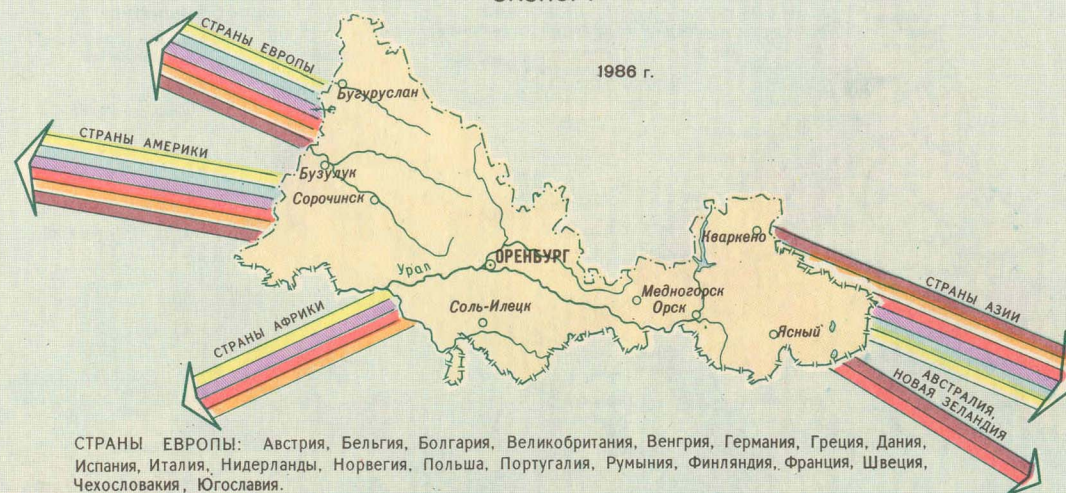 1986 г.
СТРАНЫ ЕВРОПЫ
Бугуруслан
СТРАНЫ АМЕРИКИ
Бузулук
Сорочинск
Кваркено
ОРЕНБУРГ
Урал
СТРАНЫ АЗИИ
Медногорск
Орск
Соль-Илецк
СТРАНЫ АФРИКИ
Ясный
АВСТРАЛИЯ,
НОВАЯ ЗЕЛАНДИЯ
СТРАНЫ ЕВРОПЫ: Австрия, Бельгия, Болгария, Великобритания, Венгрия, Германия, Греция, Дания,
Испания, Италия, Нидерланды, Норвегия, Польша, Португалия, Румыния, Финляндия, Франция, Швеция,
Чехословакия, Югославия.